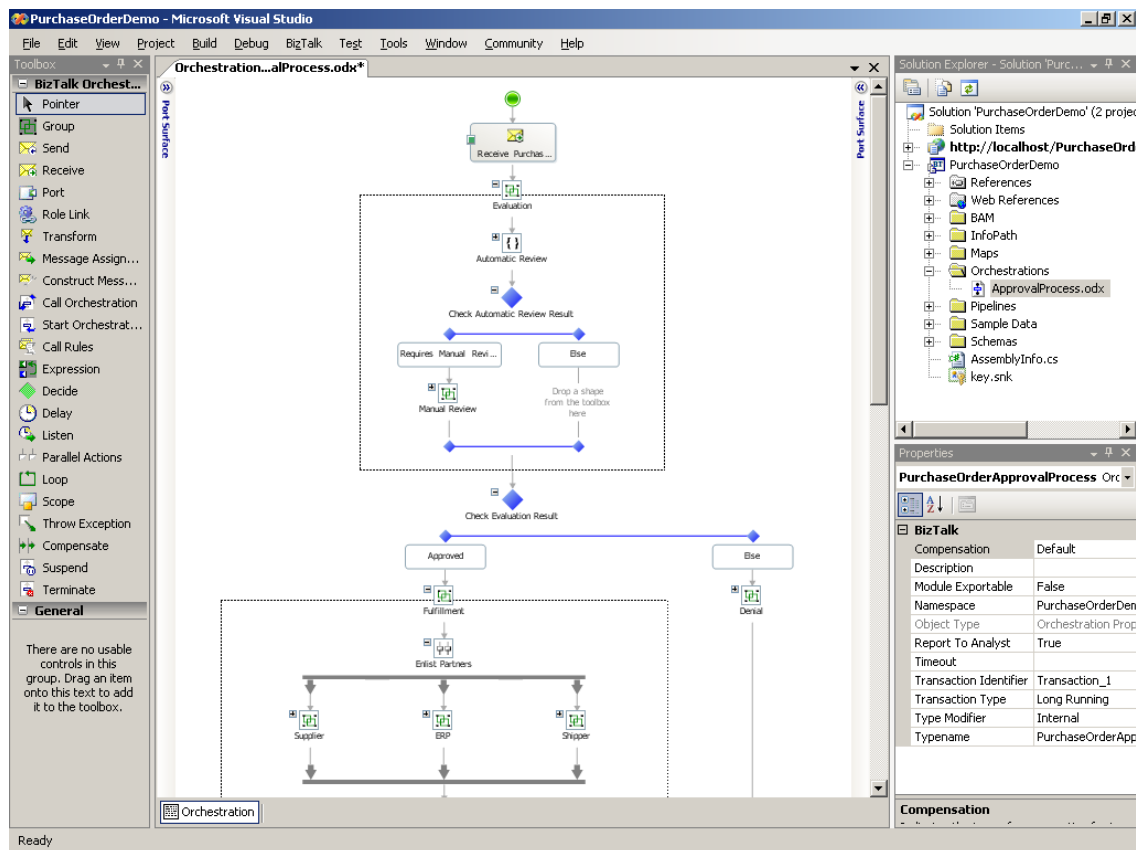 PurchaseOrderDemo - Microsoft Visual Studio
File Edit View Project Build Debug BizTalk Test Tools Window Community Help
Toolbox
BizTalk Orchest...
Pointer
Group
Send
Receive
Port
Role Link
Transform
Message Assign...
Construct Mess...
Call Orchestration
Start Orchestrat...
Call Rules
Expression
Decide
Delay
Listen
Parallel Actions
Loop
Scope
Throw Exception
Compensate
Suspend
Terminate
General
There are no usable
controls in this
group. Drag an item
onto this text to add
it to the toolbox.
Orchestration...alProcess.odx*
Port Surface
Port Surface
Receive Purchas...
Evaluation
Automatic Review
Check Automatic Review Result
Requires Manual Revi...
Else
Manual Review
Drop a shape
from the toolbox
here
Check Evaluation Result
Approved
Else
Fulfillment
Denial
Enlist Partners
Supplier
ERP
Shipper
Orchestration
Solution Explorer - Solution 'Purc...
Solution 'PurchaseOrderDemo' (2 projec
Solution Items
http://localhost/PurchaseOrd
PurchaseOrderDemo
References
Web References
BAM
InfoPath
Maps
Orchestrations
ApprovalProcess.odx
Pipelines
Sample Data
Schemas
AssemblyInfo.cs
key.snk
Properties
PurchaseOrderApprovalProcess Orc
BizTalk
Compensation Default
Description
Module Exportable False
Namespace PurchaseOrderDem
Object Type Orchestration Prop
Report To Analyst True
Timeout
Transaction Identifier Transaction_1
Transaction Type Long Running
Type Modifier Internal
Typename PurchaseOrderApp
Compensation
Ready